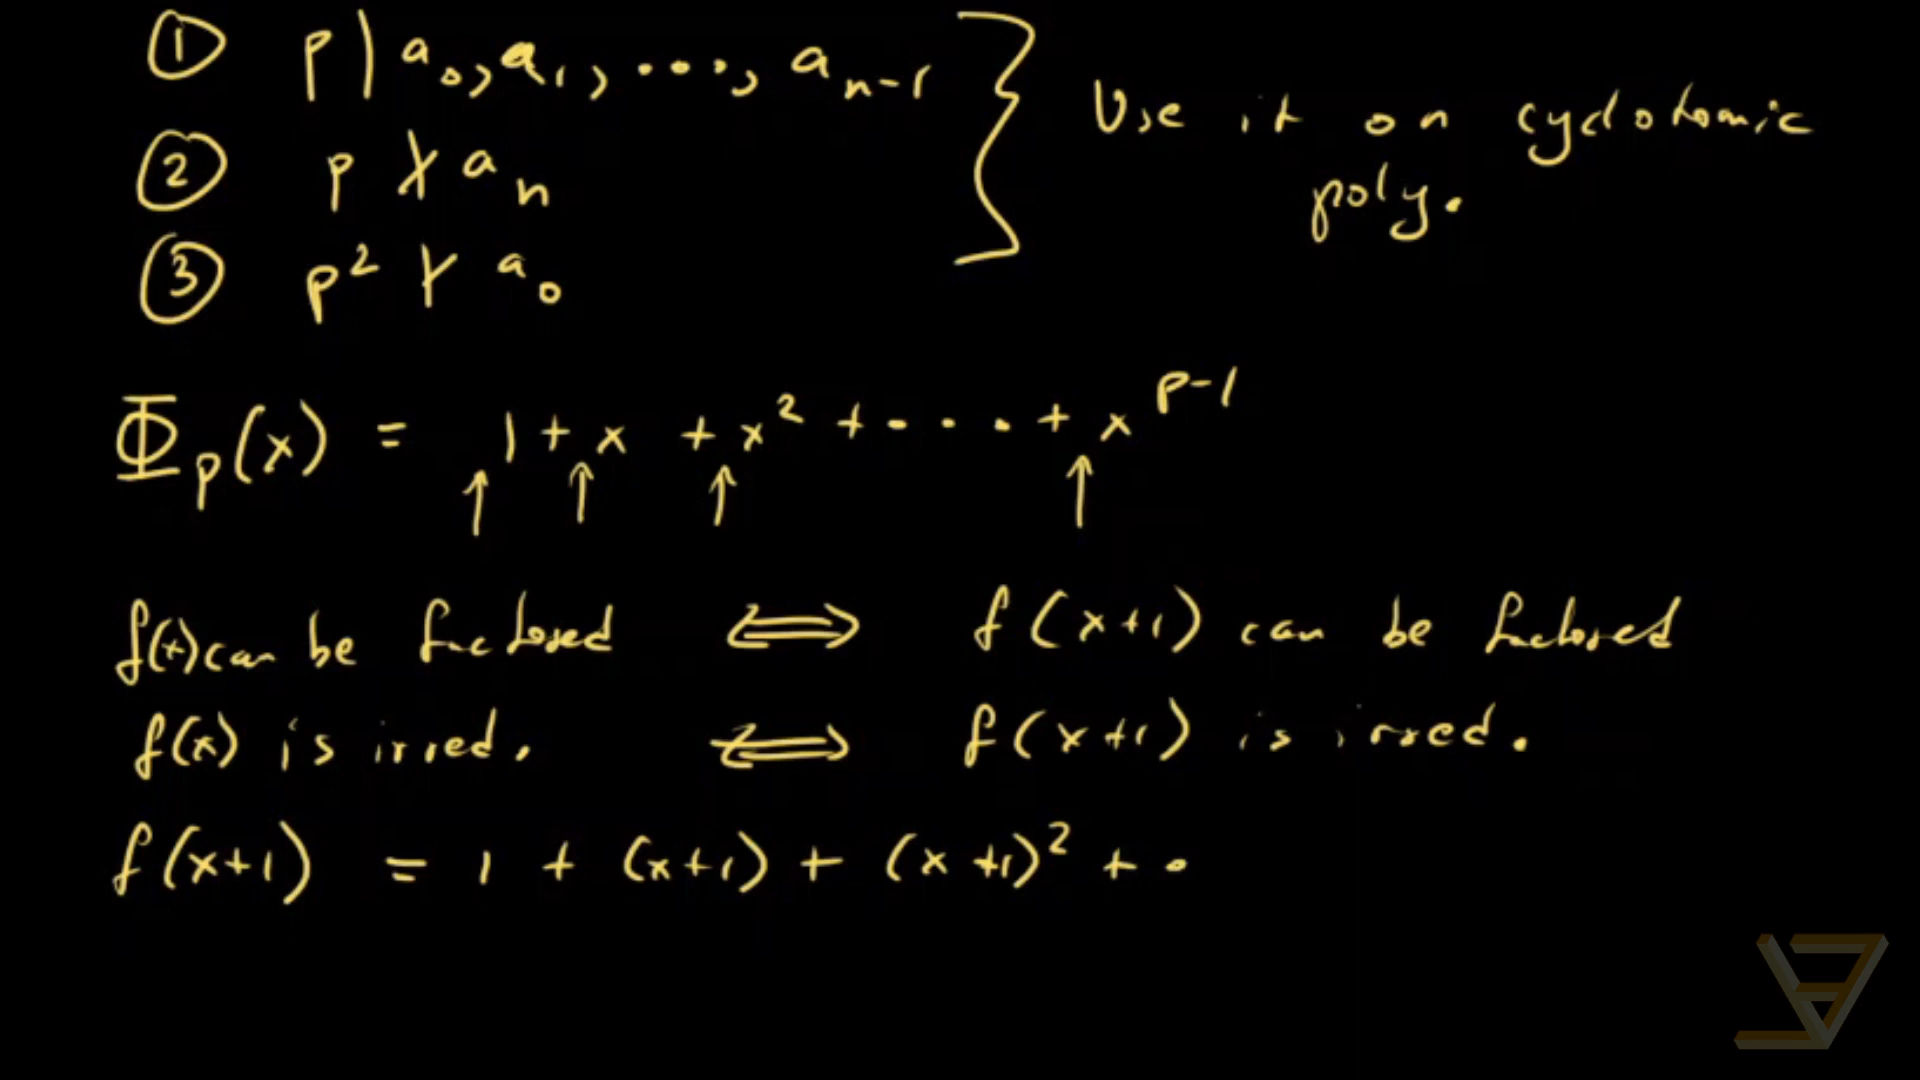 ① p | a₀, a₁, ..., aₙ₋₁
Use it on cyclotomic
poly.
② p ∤ aₙ
③ p² ∤ a₀
Φₚ(x) = 1 + x + x² + ... + xᵖ⁻¹
↑ ↑ ↑ ↑
f(x) can be factored ⟺ f(x+1) can be factored
f(x) is irred. ⟺ f(x+1) is irred.
f(x+1) = 1 + (x+1) + (x+1)² + .